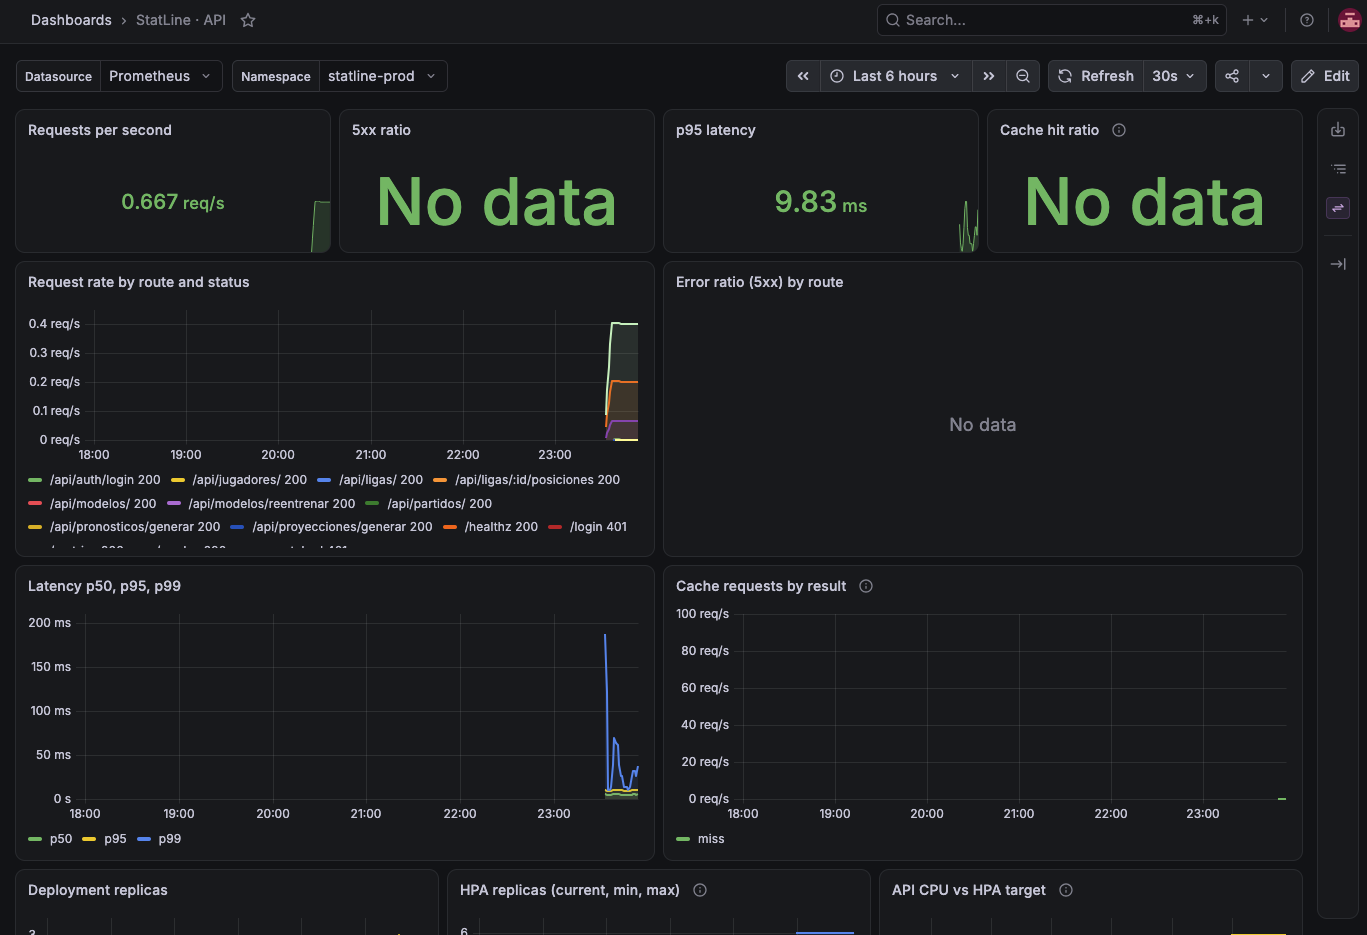 Dashboards › StatLine · API
Search... ⌘+k
Datasource Prometheus Namespace statline-prod Last 6 hours Refresh 30s Edit
Requests per second
0.667 req/s
5xx ratio
No data
p95 latency
9.83 ms
Cache hit ratio
No data
Request rate by route and status
0.4 req/s
0.3 req/s
0.2 req/s
0.1 req/s
0 req/s
18:00 19:00 20:00 21:00 22:00 23:00
/api/auth/login 200 /api/jugadores/ 200 /api/ligas/ 200 /api/ligas/:id/posiciones 200
/api/modelos/ 200 /api/modelos/reentrenar 200 /api/partidos/ 200
/api/pronosticos/generar 200 /api/proyecciones/generar 200 /healthz 200 /login 401
Error ratio (5xx) by route
No data
Latency p50, p95, p99
200 ms
150 ms
100 ms
50 ms
0 s
18:00 19:00 20:00 21:00 22:00 23:00
p50 p95 p99
Cache requests by result
100 req/s
80 req/s
60 req/s
40 req/s
20 req/s
0 req/s
18:00 19:00 20:00 21:00 22:00 23:00
miss
Deployment replicas
3
HPA replicas (current, min, max)
6
API CPU vs HPA target